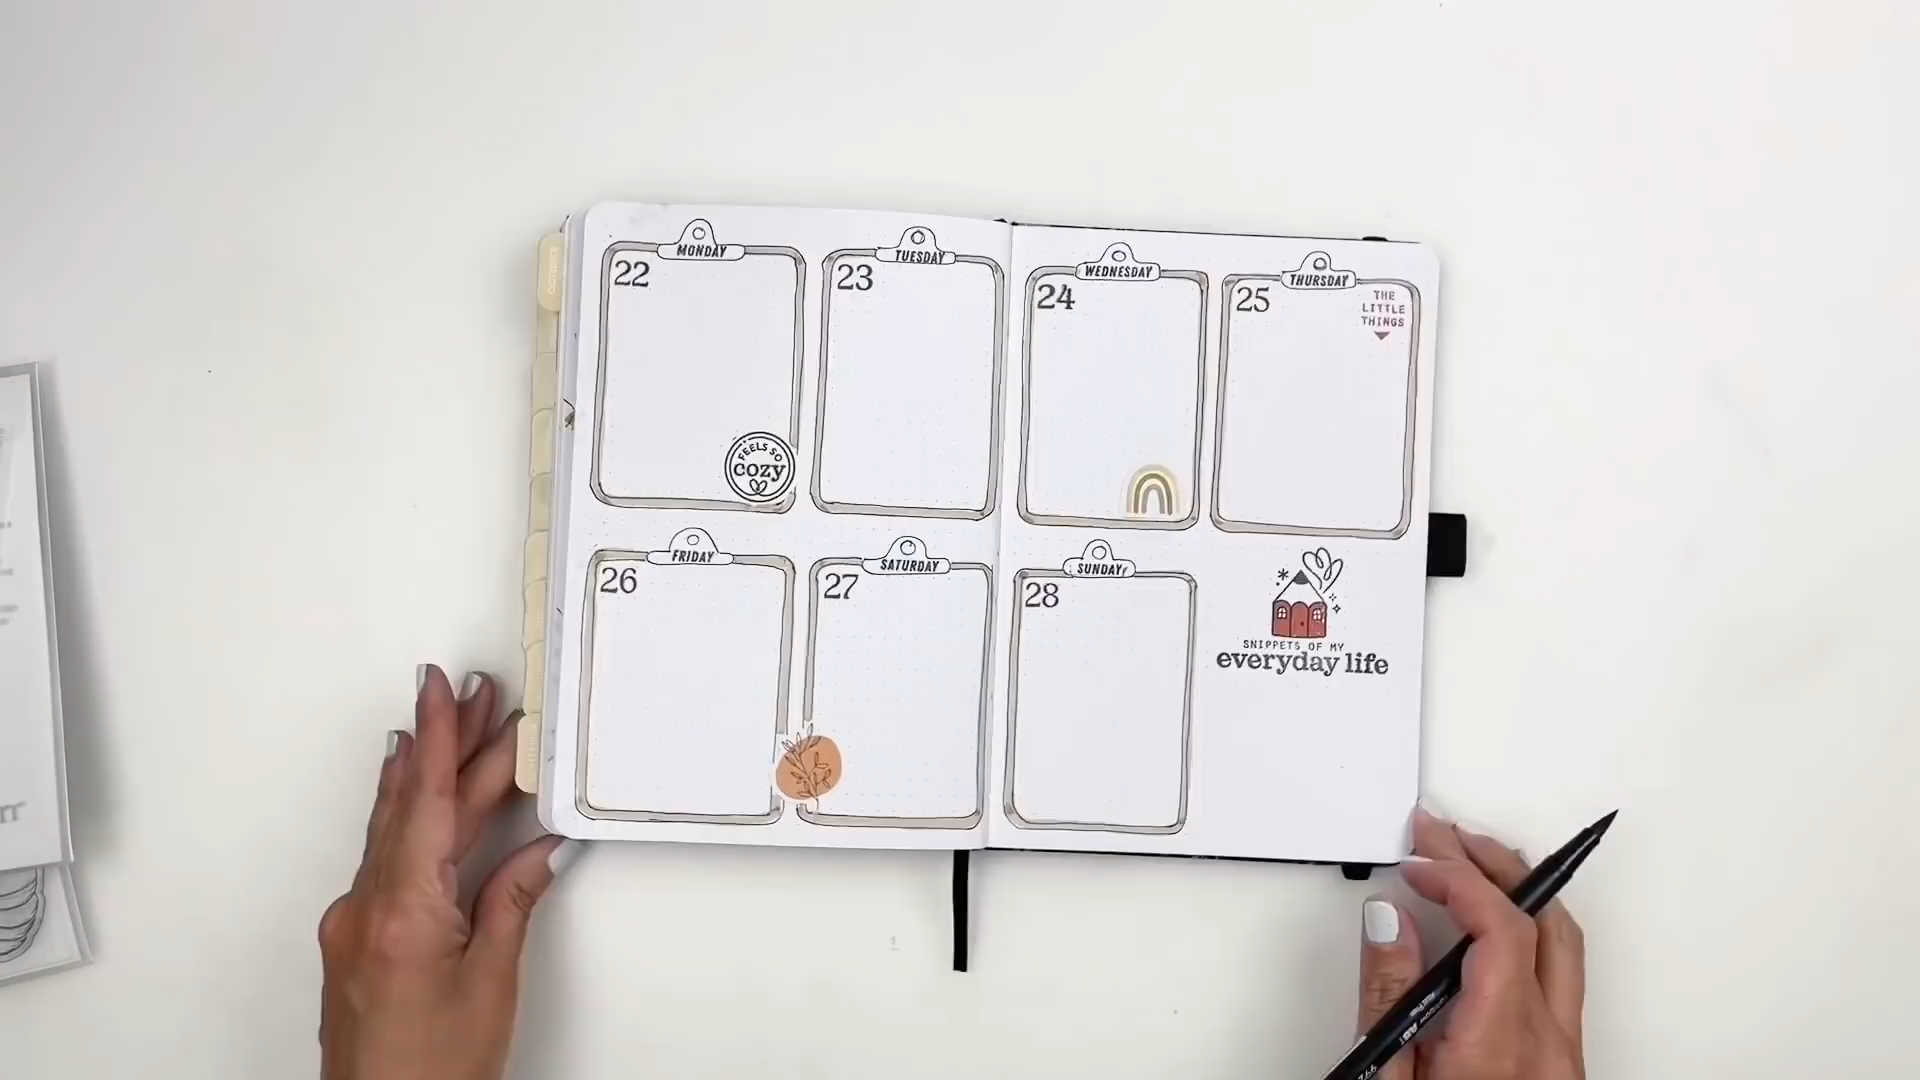 MONDAY
22
FEELS SO
cozy
TUESDAY
23
WEDNESDAY
24
THURSDAY
25
THE
LITTLE
THINGS
FRIDAY
26
SATURDAY
27
SUNDAY
28
SNIPPETS OF MY
everyday life